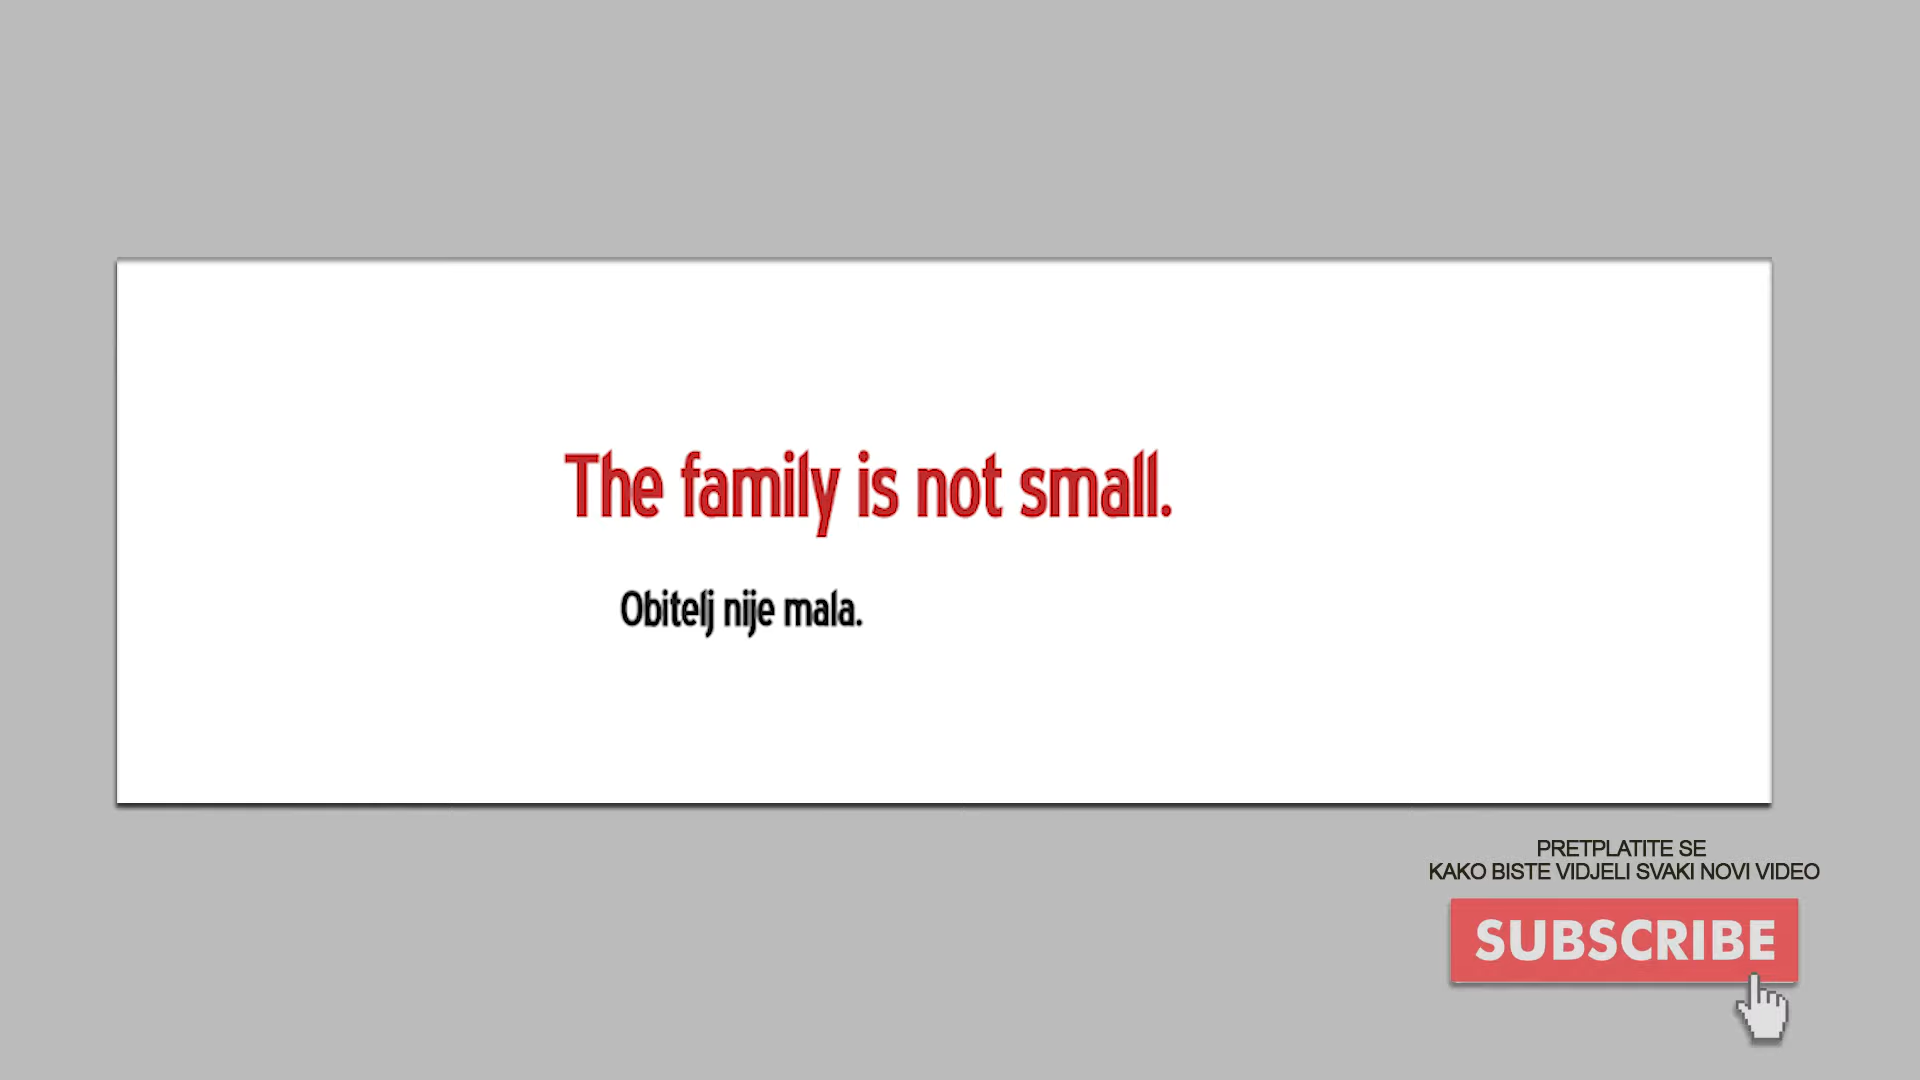 The family is not small.
Obitelj nije mala.
PRETPLATITE SE
KAKO BISTE VIDJELI SVAKI NOVI VIDEO
SUBSCRIBE